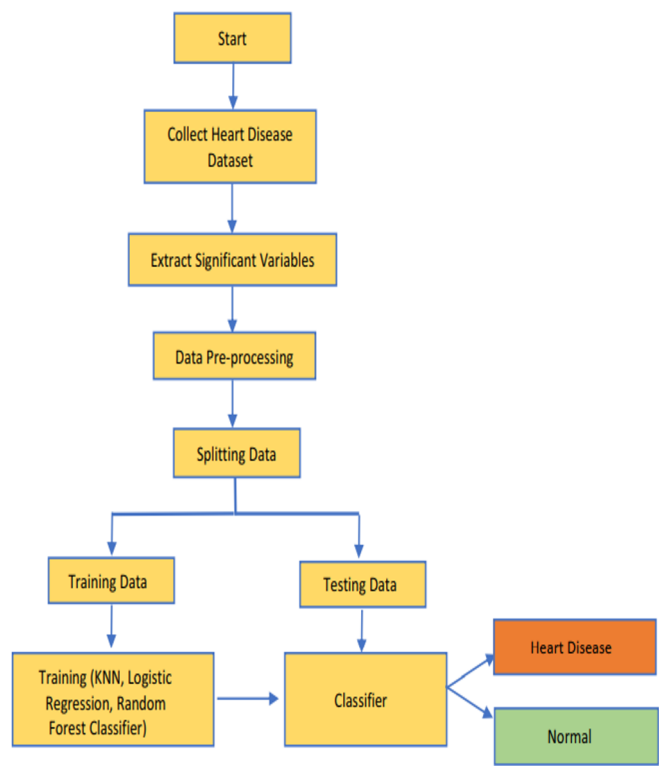 Start
Collect Heart Disease
Dataset
Extract Significant Variables
Data Pre-processing
Splitting Data
Training Data
Testing Data
Training (KNN, Logistic
Regression, Random
Forest Classifier)
Classifier
Heart Disease
Normal